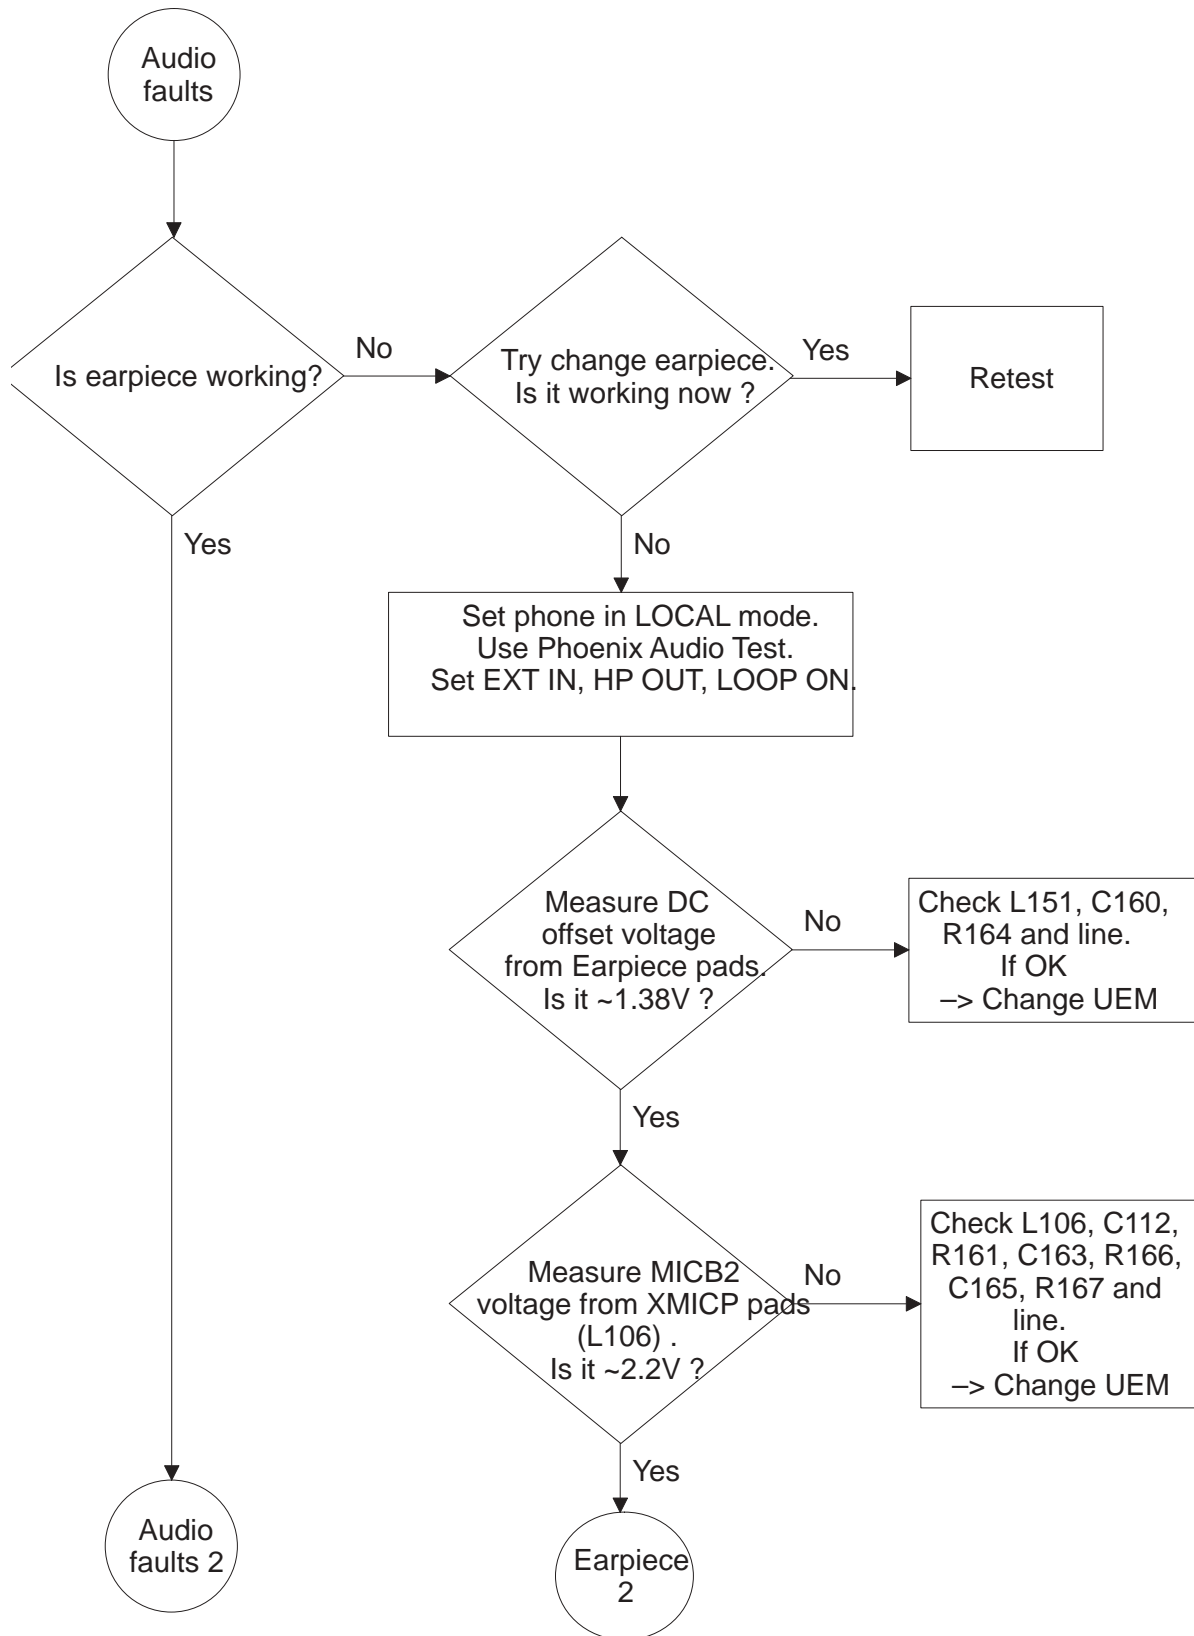 Audio
faults
Is earpiece working?
No
Try change earpiece.
Is it working now ?
Yes
Retest
Yes
No
Set phone in LOCAL mode.
Use Phoenix Audio Test.
Set EXT IN, HP OUT, LOOP ON.
Measure DC
offset voltage
from Earpiece pads.
Is it ~1.38V ?
No
Check L151, C160,
R164 and line.
If OK
–> Change UEM
Yes
Measure MICB2
voltage from XMICP pads
(L106) .
Is it ~2.2V ?
No
Check L106, C112,
R161, C163, R166,
C165, R167 and
line.
If OK
–> Change UEM
Yes
Audio
faults 2
Earpiece
2